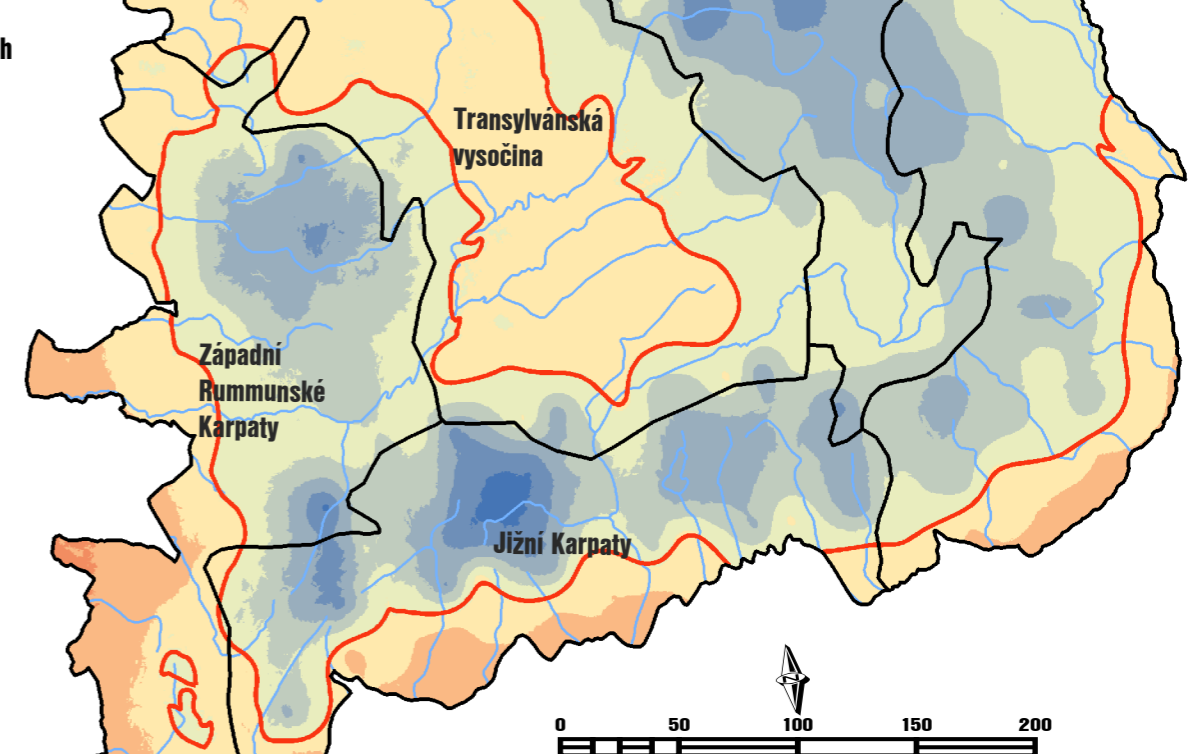 h
Transylvánská
vysočina
Západní
Rummunské
Karpaty
Jižní Karpaty
N
0 50 100 150 200